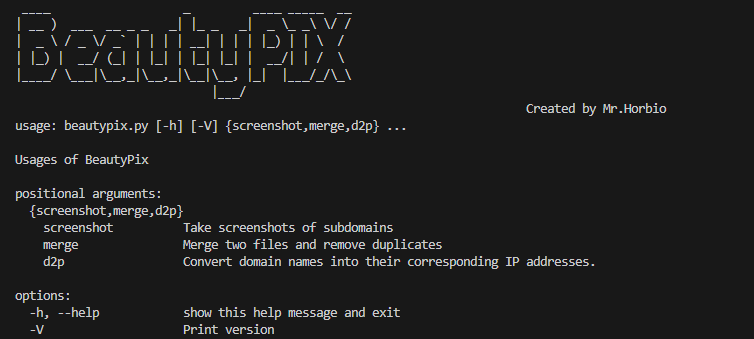 BeautyPIX
Created by Mr.Horbio
usage: beautypix.py [-h] [-V] {screenshot,merge,d2p} ...
Usages of BeautyPix
positional arguments:
{screenshot,merge,d2p}
screenshot Take screenshots of subdomains
merge Merge two files and remove duplicates
d2p Convert domain names into their corresponding IP addresses.
options:
-h, --help show this help message and exit
-V Print version